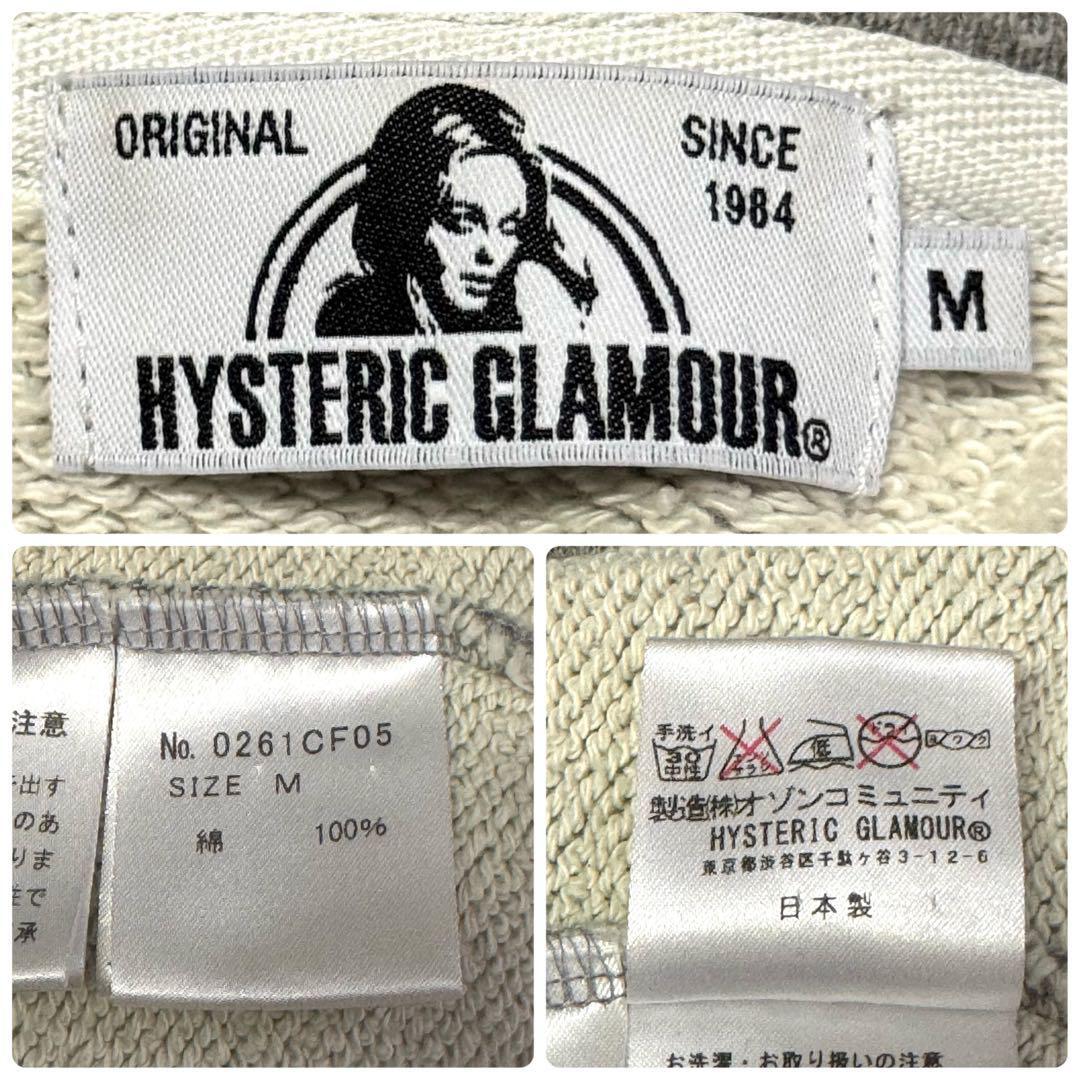 ORIGINAL
SINCE
1984
M
HYSTERIC GLAMOUR®
注意
出す
のあ
りま
で
承
No. 0261CF05
SIZE M
綿 100%
手洗イ
30
中性
低
ドライ
製造(株)オゾンコミュニティ
HYSTERIC GLAMOUR®
東京都渋谷区千駄ヶ谷3-12-6
日本製
お洗濯・お取り扱いの注意